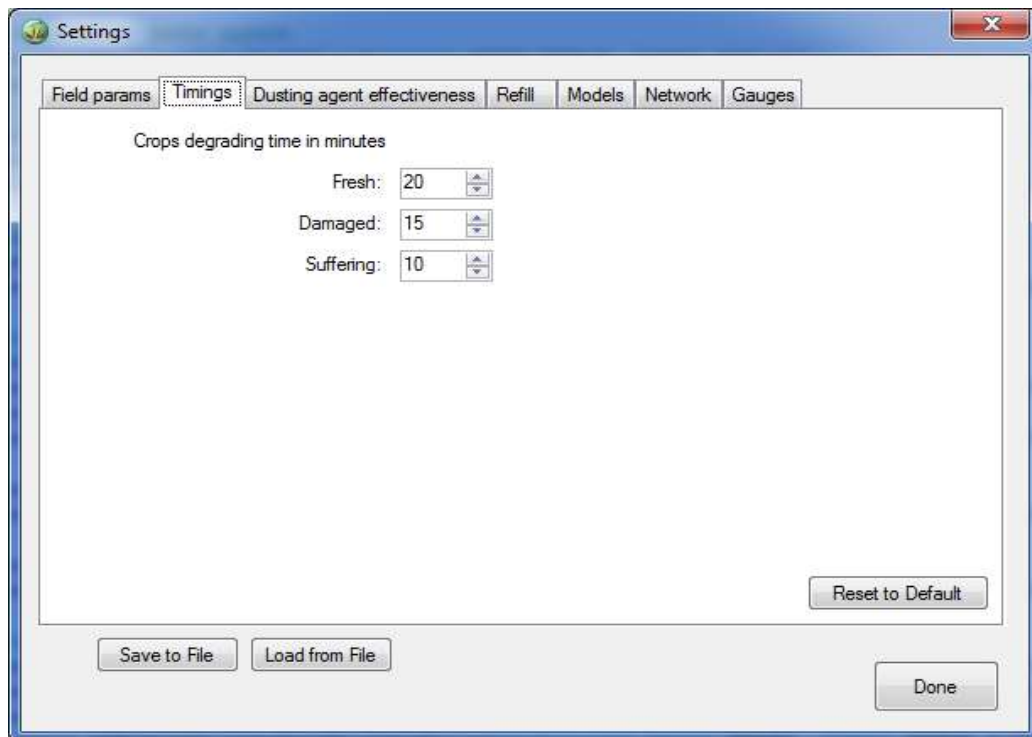 Settings
Field params Timings Dusting agent effectiveness Refill Models Network Gauges
Crops degrading time in minutes
Fresh: 20
Damaged: 15
Suffering: 10
Reset to Default
Save to File Load from File
Done